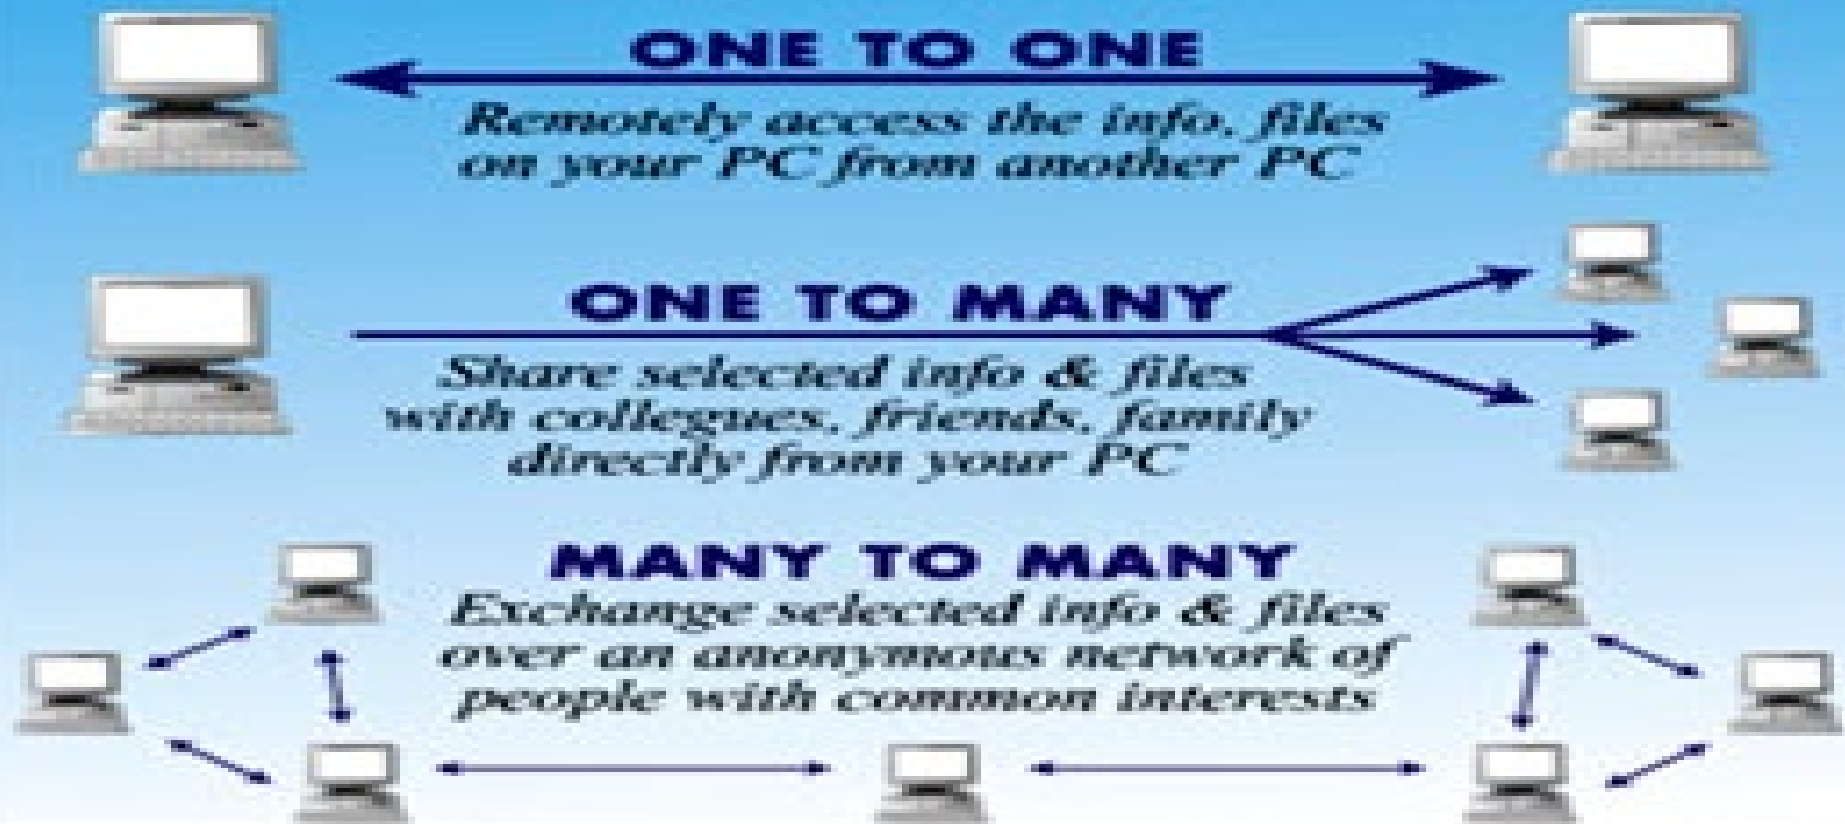 ONE TO ONE
Remotely access the info, files
on your PC from another PC
ONE TO MANY
Share selected info & files
with collegues, friends, family
directly from your PC
MANY TO MANY
Exchange selected info & files
over an anonymous network of
people with common interests